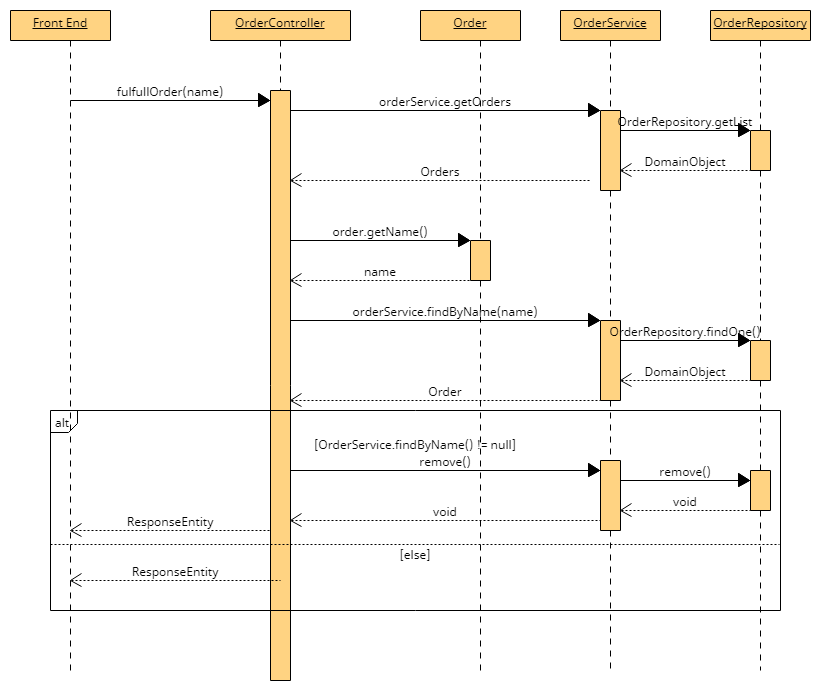 Front End
OrderController
Order
OrderService
OrderRepository
fulfullOrder(name)
orderService.getOrders
OrderRepository.getList
DomainObject
Orders
order.getName()
name
orderService.findByName(name)
OrderRepository.findOne()
DomainObject
Order
alt
[OrderService.findByName() != null]
remove()
remove()
void
void
ResponseEntity
[else]
ResponseEntity